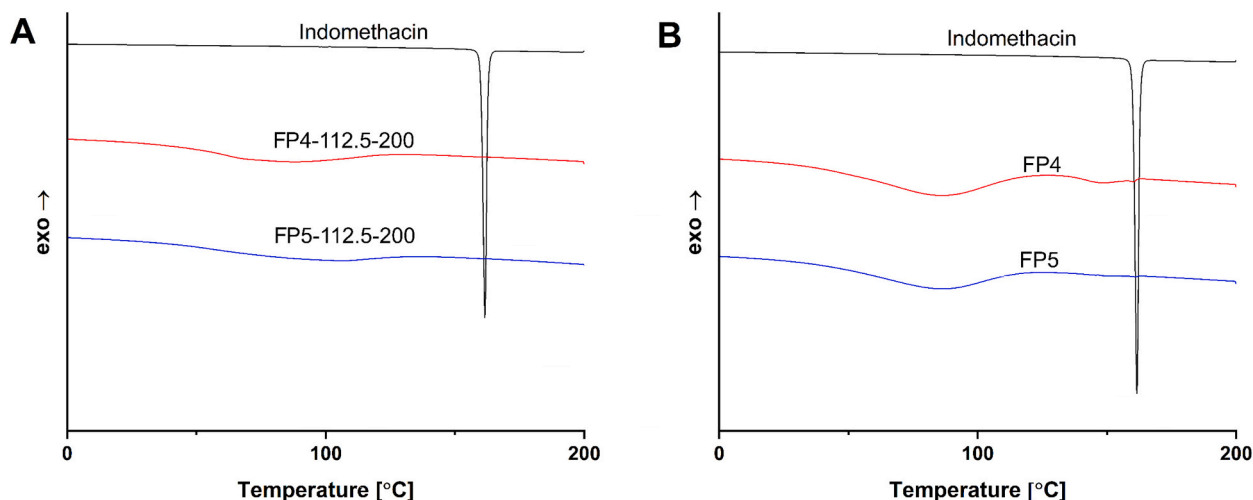 A
Indomethacin
FP4-112.5-200
FP5-112.5-200
exo →
0
100
200
Temperature [°C]
B
Indomethacin
FP4
FP5
exo →
0
100
200
Temperature [°C]